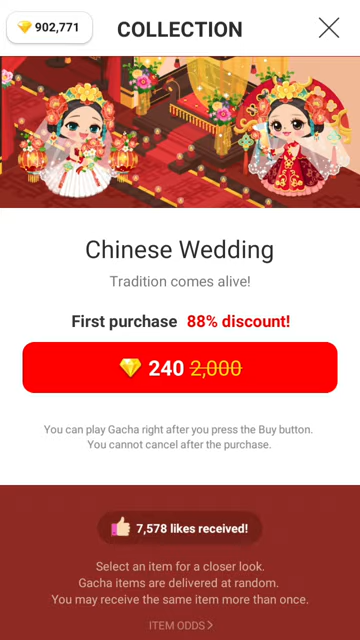 902,771
COLLECTION
Chinese Wedding
Tradition comes alive!
First purchase 88% discount!
240 2,000
You can play Gacha right after you press the Buy button.
You cannot cancel after the purchase.
7,578 likes received!
Select an item for a closer look.
Gacha items are delivered at random.
You may receive the same item more than once.
ITEM ODDS